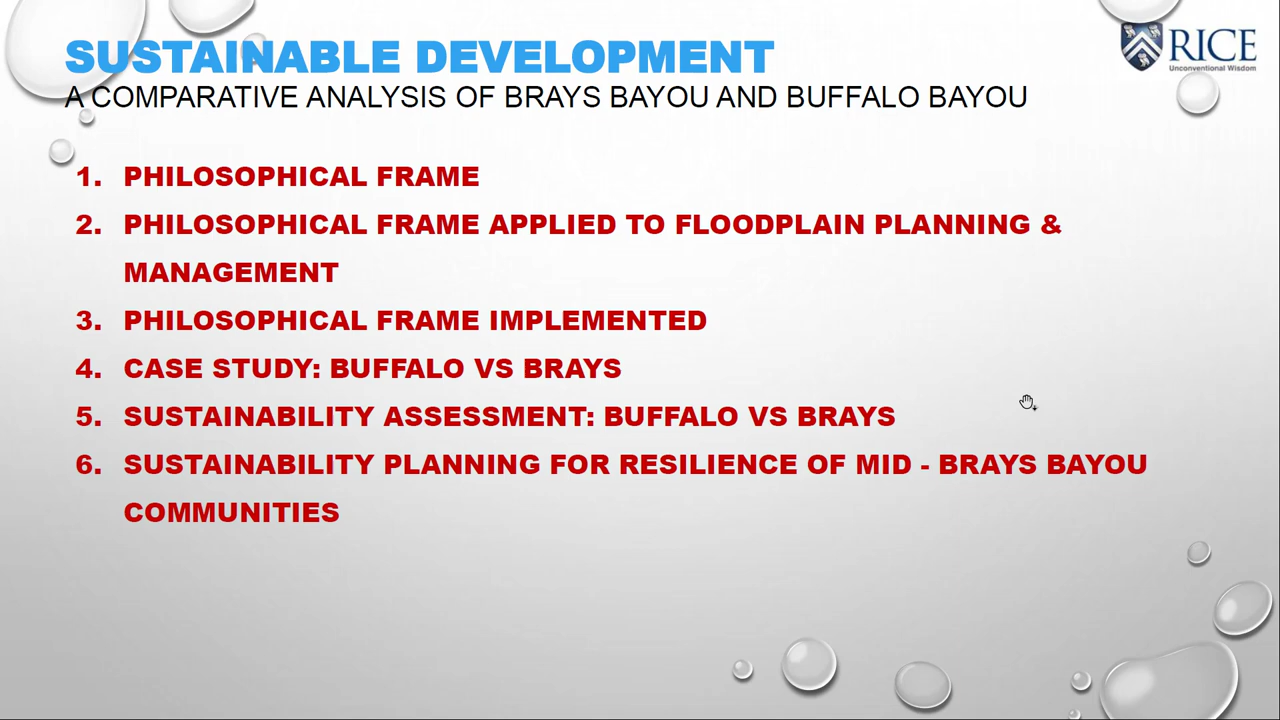 SUSTAINABLE DEVELOPMENT
A COMPARATIVE ANALYSIS OF BRAYS BAYOU AND BUFFALO BAYOU
RICE
Unconventional Wisdom
1. PHILOSOPHICAL FRAME
2. PHILOSOPHICAL FRAME APPLIED TO FLOODPLAIN PLANNING &
MANAGEMENT
3. PHILOSOPHICAL FRAME IMPLEMENTED
4. CASE STUDY: BUFFALO VS BRAYS
5. SUSTAINABILITY ASSESSMENT: BUFFALO VS BRAYS
6. SUSTAINABILITY PLANNING FOR RESILIENCE OF MID - BRAYS BAYOU
COMMUNITIES